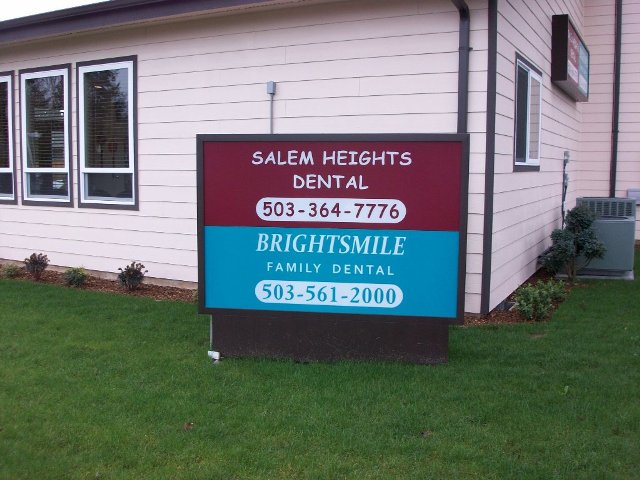 SALEM HEIGHTS
DENTAL
503-364-7776
BRIGHTSMILE
FAMILY DENTAL
503-561-2000